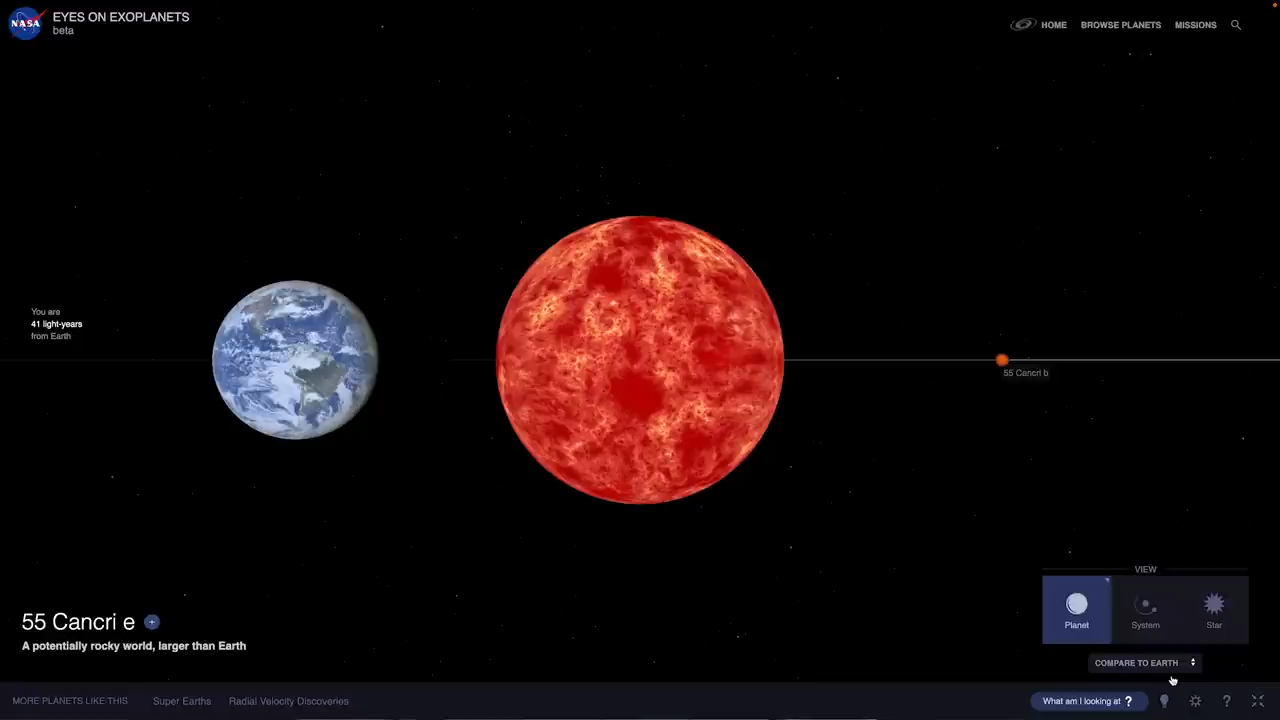 NASA
EYES ON EXOPLANETS
beta
HOME
BROWSE PLANETS
MISSIONS
You are
41 light-years
from Earth
55 Cancri b
VIEW
Planet
System
Star
COMPARE TO EARTH
55 Cancri e +
A potentially rocky world, larger than Earth
MORE PLANETS LIKE THIS
Super Earths
Radial Velocity Discoveries
What am I looking at ?
?